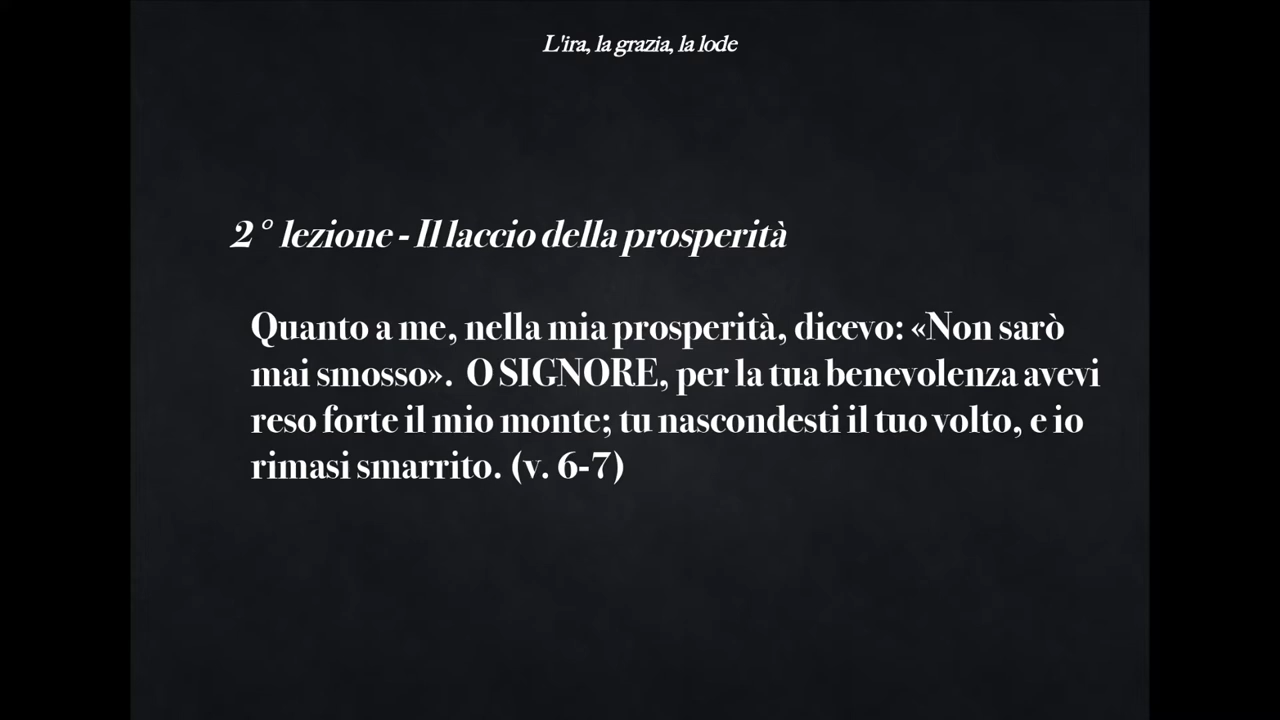 L'ira, la grazia, la lode
2° lezione - Il laccio della prosperità
Quanto a me, nella mia prosperità, dicevo: «Non sarò
mai smosso». O SIGNORE, per la tua benevolenza avevi
reso forte il mio monte; tu nascondesti il tuo volto, e io
rimasi smarrito. (v. 6-7)